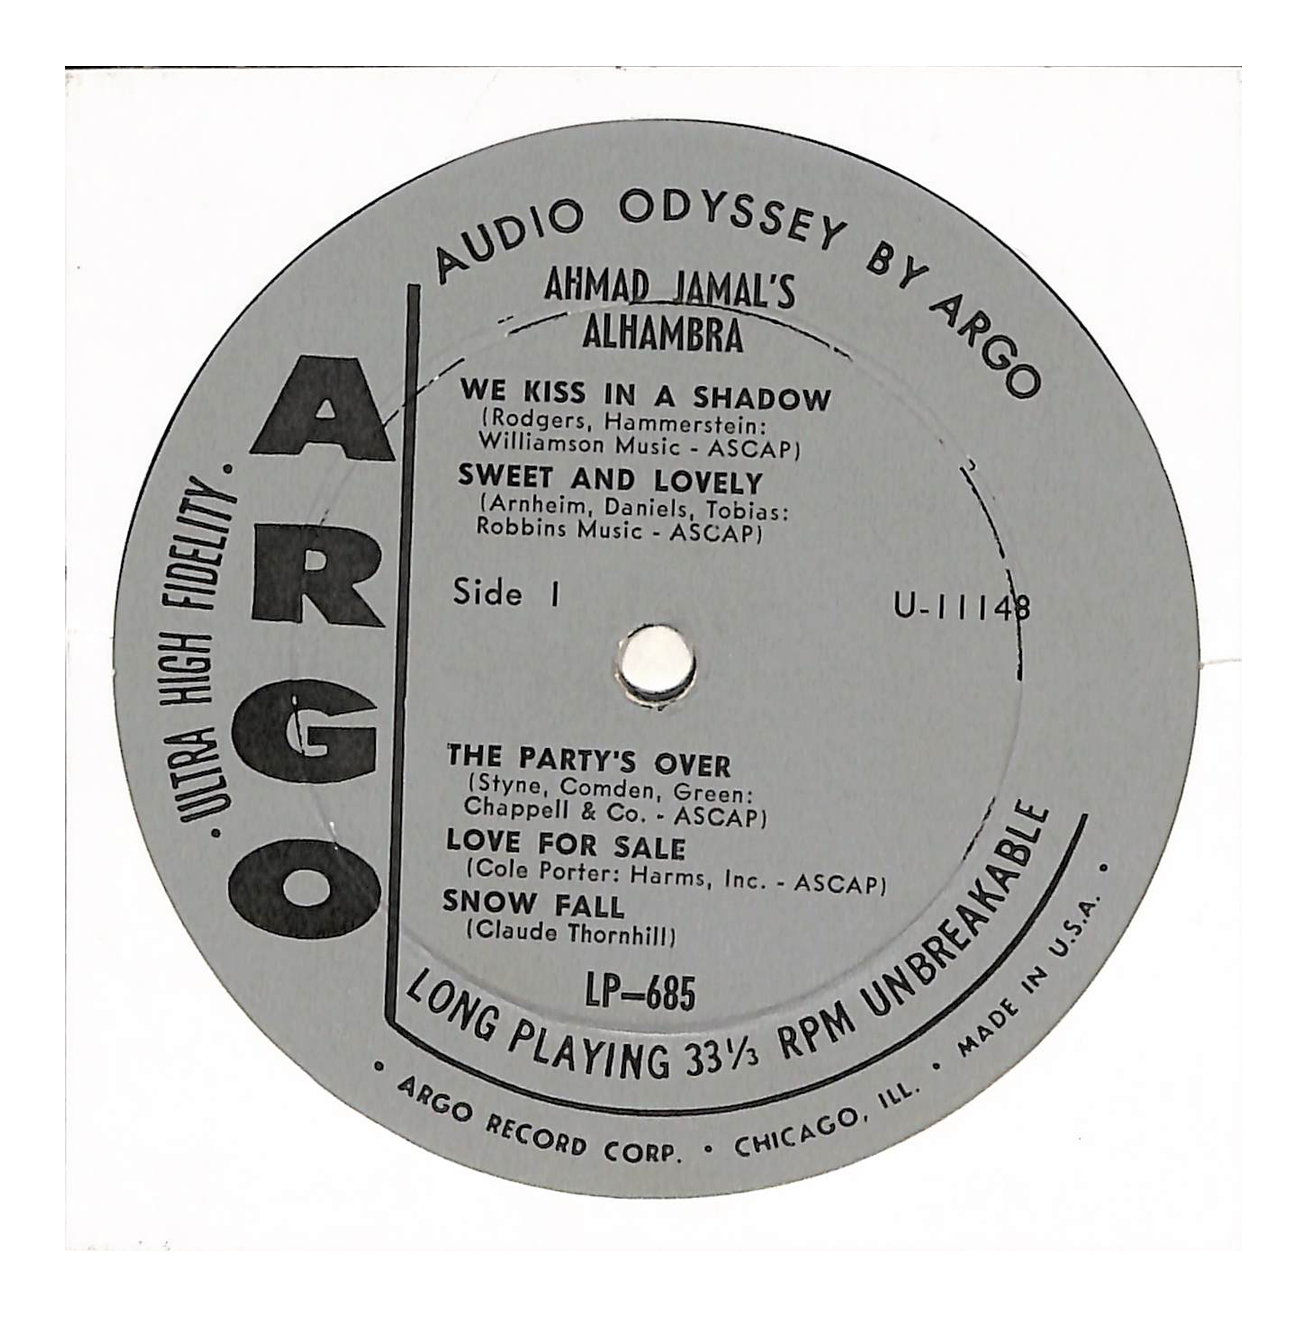 AUDIO ODYSSEY BY ARGO
AHMAD JAMAL'S
ALHAMBRA
WE KISS IN A SHADOW
(Rodgers, Hammerstein:
Williamson Music - ASCAP)
SWEET AND LOVELY
(Arnheim, Daniels, Tobias:
Robbins Music - ASCAP)
Side 1
U-11148
ARGO
• ULTRA HIGH FIDELITY •
THE PARTY'S OVER
(Styne, Comden, Green:
Chappell & Co. - ASCAP)
LOVE FOR SALE
(Cole Porter: Harms, Inc. - ASCAP)
SNOW FALL
(Claude Thornhill)
LP-685
LONG PLAYING 33⅓ RPM UNBREAKABLE
• ARGO RECORD CORP. • CHICAGO, ILL. • MADE IN U.S.A. •